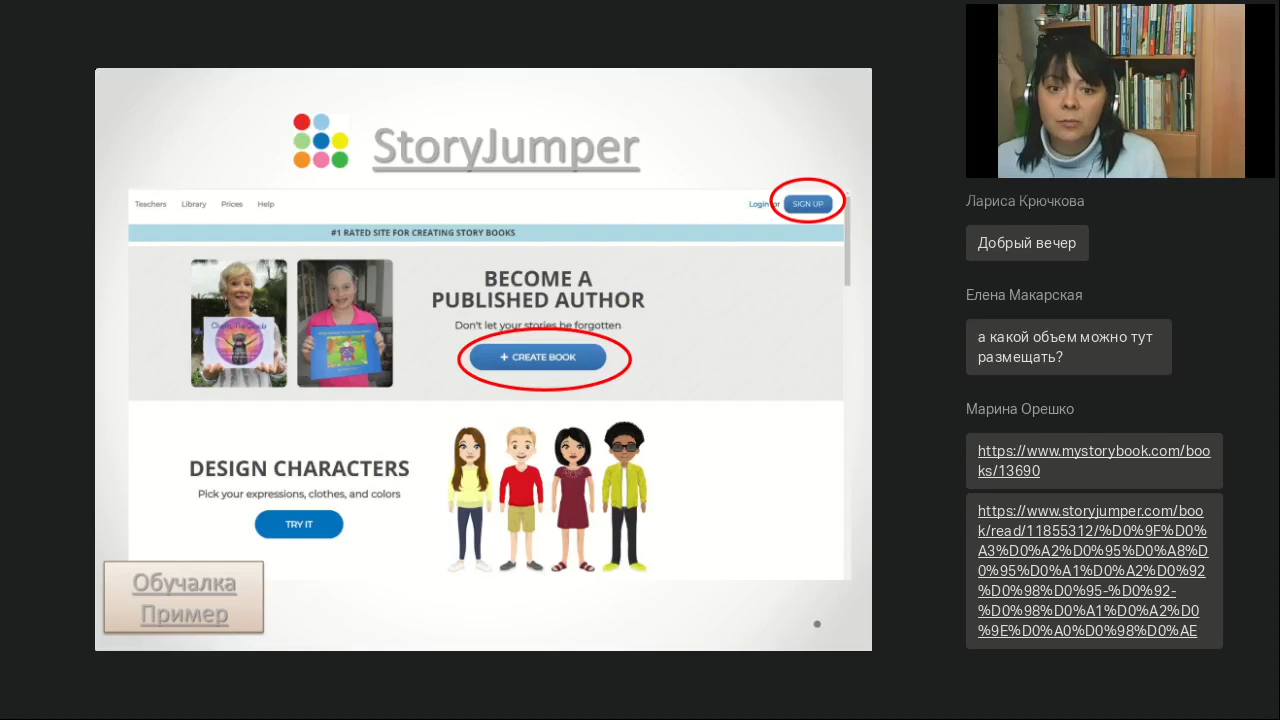 StoryJumper
Teachers Library Prices Help
Login or SIGN UP
#1 RATED SITE FOR CREATING STORY BOOKS
BECOME A
PUBLISHED AUTHOR
Don't let your stories be forgotten
+ CREATE BOOK
DESIGN CHARACTERS
Pick your expressions, clothes, and colors
TRY IT
Обучалка
Пример
Лариса Крючкова
Добрый вечер
Елена Макарская
а какой объем можно тут
размещать?
Марина Орешко
https://www.mystorybook.com/boo
ks/13690
https://www.storyjumper.com/boo
k/read/11855312/%D0%9F%D0%
A3%D0%A2%D0%95%D0%A8%D
0%95%D0%A1%D0%A2%D0%92
%D0%98%D0%95-%D0%92-
%D0%98%D0%A1%D0%A2%D0
%9E%D0%A0%D0%98%D0%AE